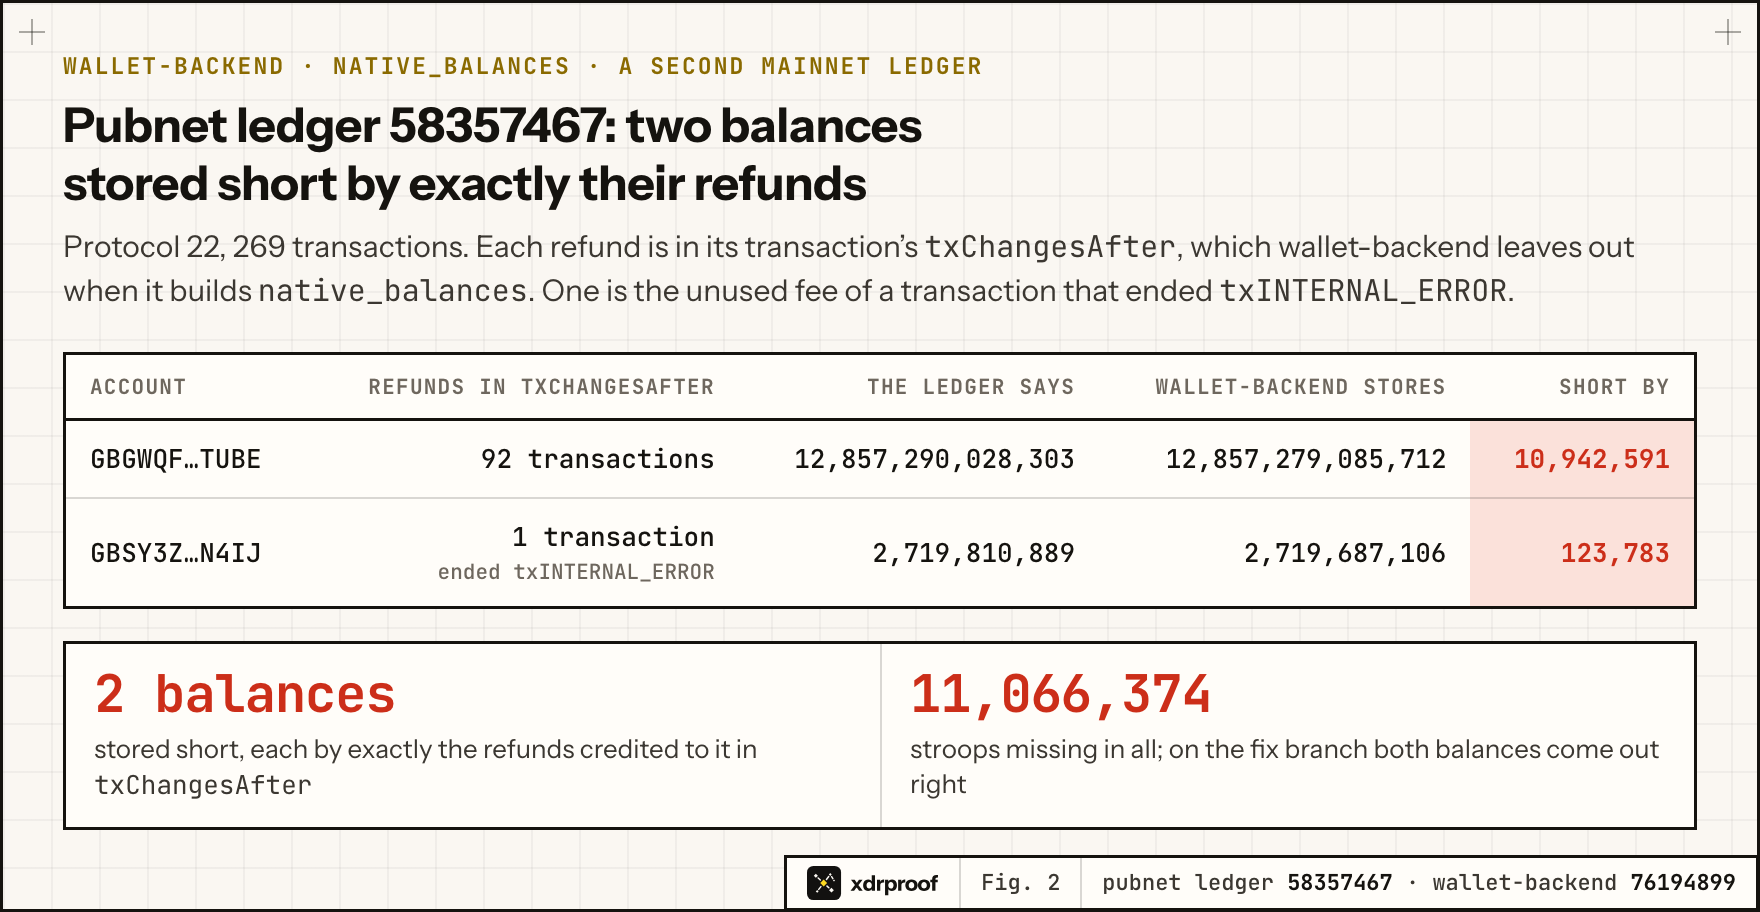 WALLET-BACKEND · NATIVE_BALANCES · A SECOND MAINNET LEDGER
Pubnet ledger 58357467: two balances
stored short by exactly their refunds
Protocol 22, 269 transactions. Each refund is in its transaction’s txChangesAfter, which wallet-backend leaves out
when it builds native_balances. One is the unused fee of a transaction that ended txINTERNAL_ERROR.
ACCOUNT REFUNDS IN TXCHANGESAFTER THE LEDGER SAYS WALLET-BACKEND STORES SHORT BY
GBGWQF…TUBE 92 transactions 12,857,290,028,303 12,857,279,085,712 10,942,591
GBSY3Z…N4IJ 1 transaction 2,719,810,889 2,719,687,106 123,783
ended txINTERNAL_ERROR
2 balances
stored short, each by exactly the refunds credited to it in
txChangesAfter
11,066,374
stroops missing in all; on the fix branch both balances come out
right
xdrproof Fig. 2 pubnet ledger 58357467 · wallet-backend 76194899